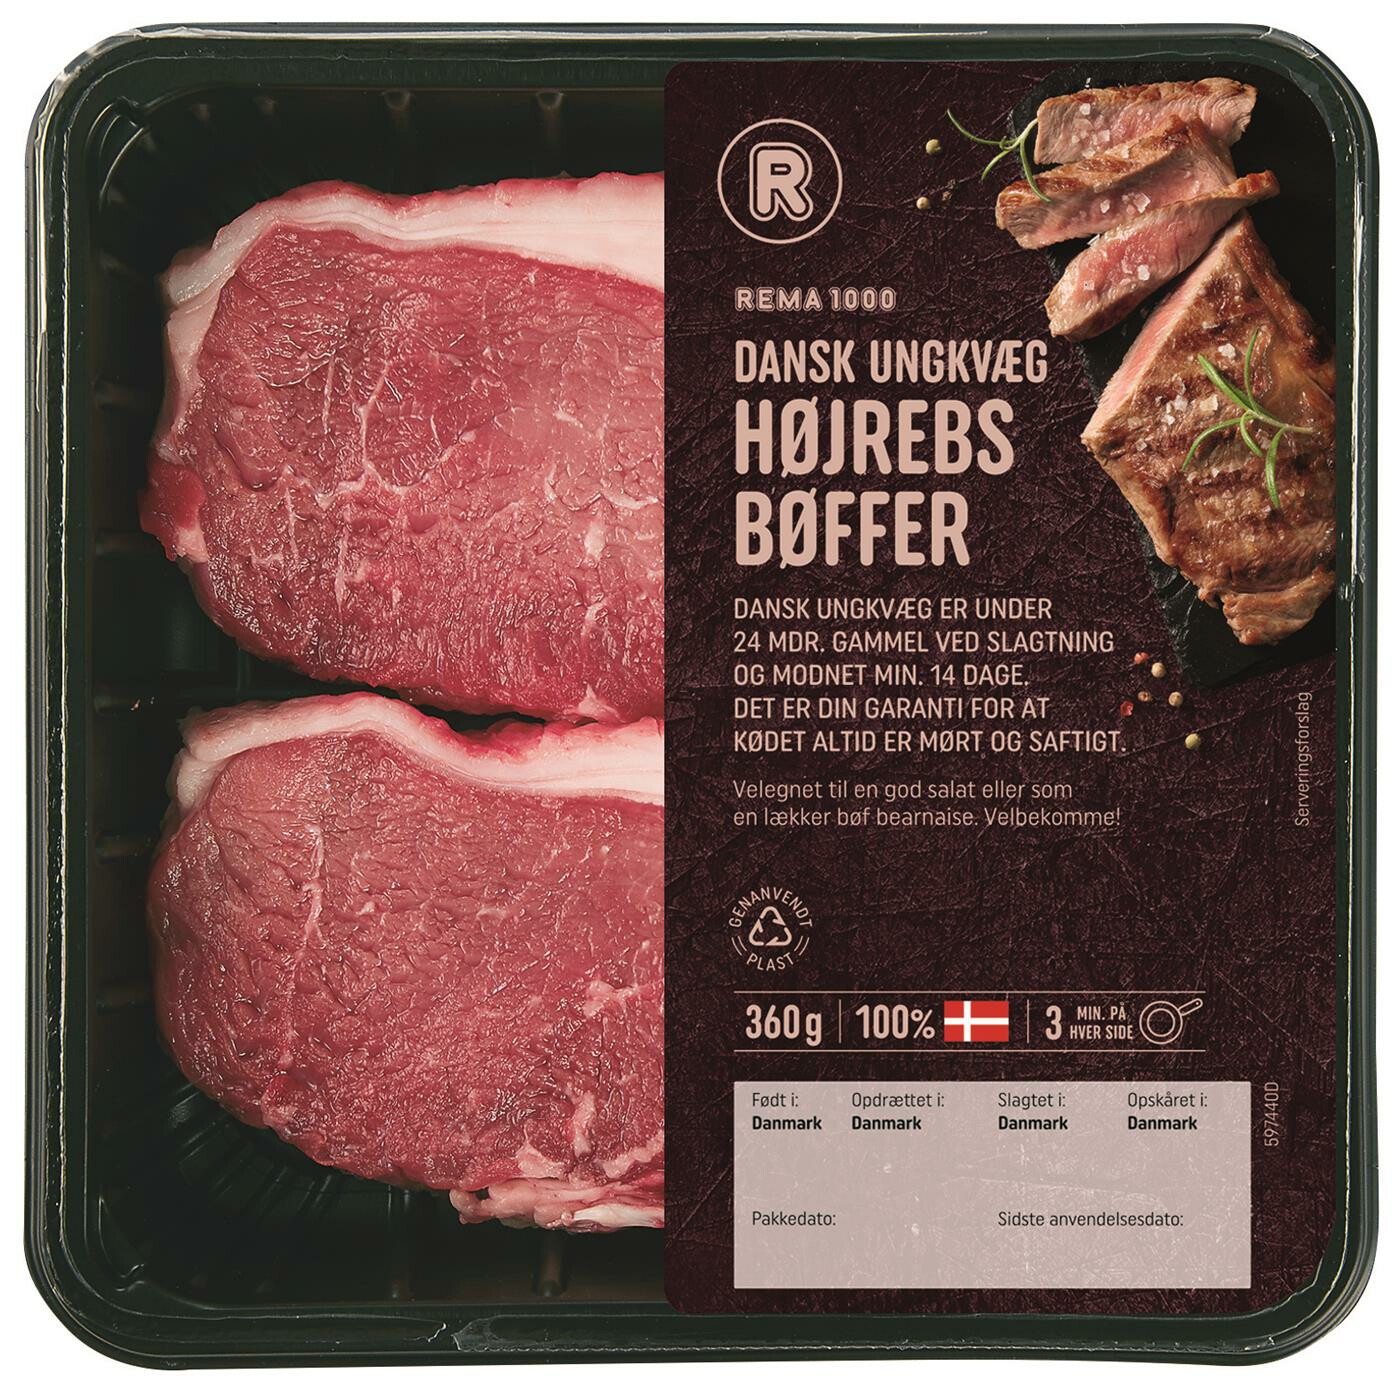 R
REMA 1000
DANSK UNGKVÆG
HØJREBS
BØFFER
DANSK UNGKVÆG ER UNDER
24 MDR. GAMMEL VED SLAGTNING
OG MODNET MIN. 14 DAGE.
DET ER DIN GARANTI FOR AT
KØDET ALTID ER MØRT OG SAFTIGT.
Velegnet til en god salat eller som
en lækker bøf bearnaise. Velbekomme!
Serveringsforslag
GENANVENDT
PLAST
360g 100% 3 MIN. PÅ
HVER SIDE
Født i: Opdrættet i: Slagtet i: Opskåret i:
Danmark Danmark Danmark Danmark
Pakkedato: Sidste anvendelsesdato:
597440D